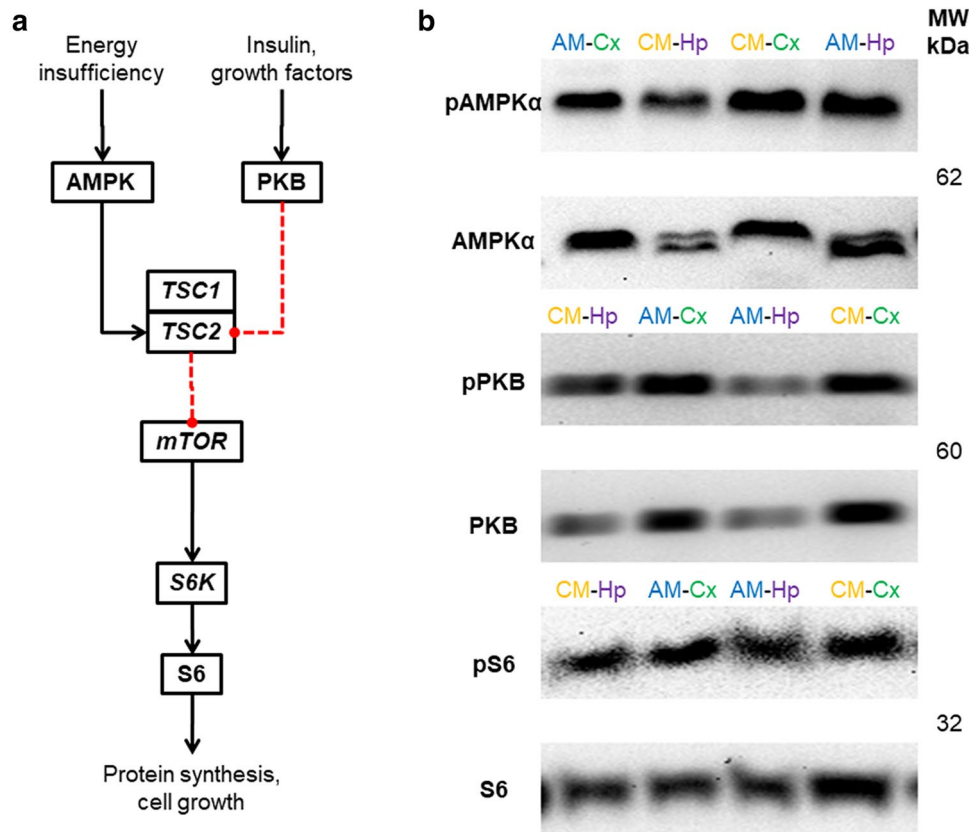 a
Energy
insufficiency
Insulin,
growth factors
AMPK
PKB
TSC1
TSC2
mTOR
S6K
S6
Protein synthesis,
cell growth
b
MW
kDa
AM-Cx CM-Hp CM-Cx AM-Hp
pAMPKα
62
AMPKα
CM-Hp AM-Cx AM-Hp CM-Cx
pPKB
60
PKB
CM-Hp AM-Cx AM-Hp CM-Cx
pS6
32
S6